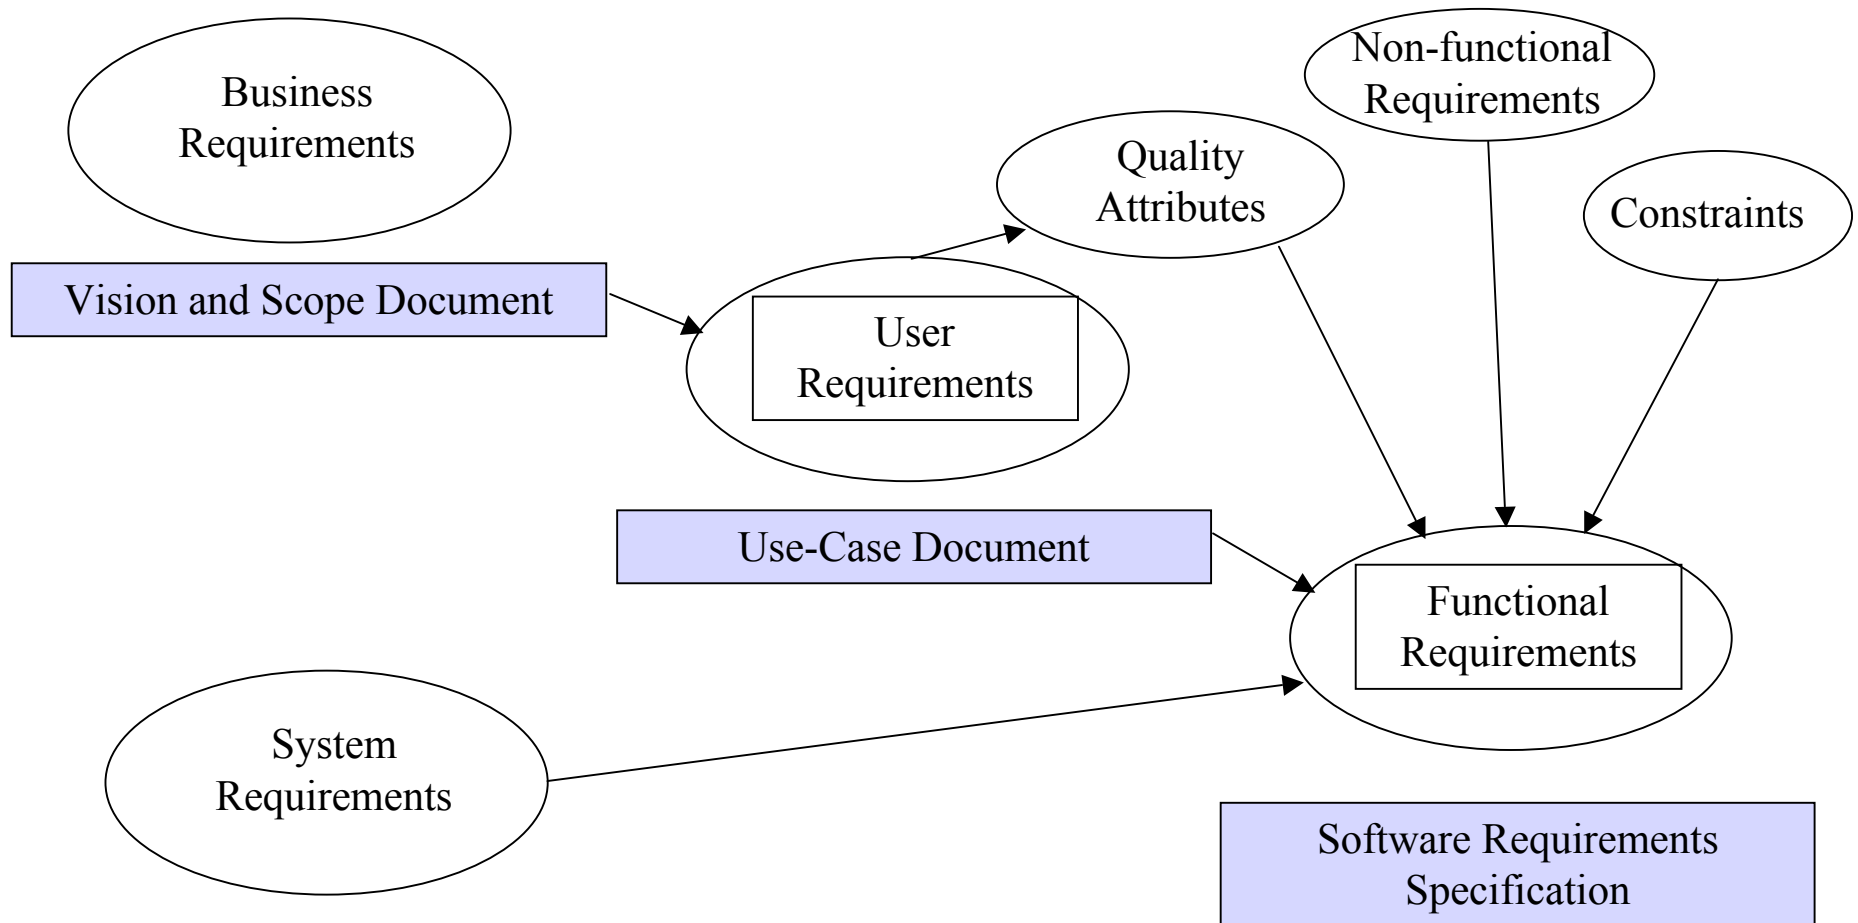 Business
Requirements
Non-functional
Requirements
Quality
Attributes
Constraints
Vision and Scope Document
User
Requirements
Use-Case Document
Functional
Requirements
System
Requirements
Software Requirements
Specification